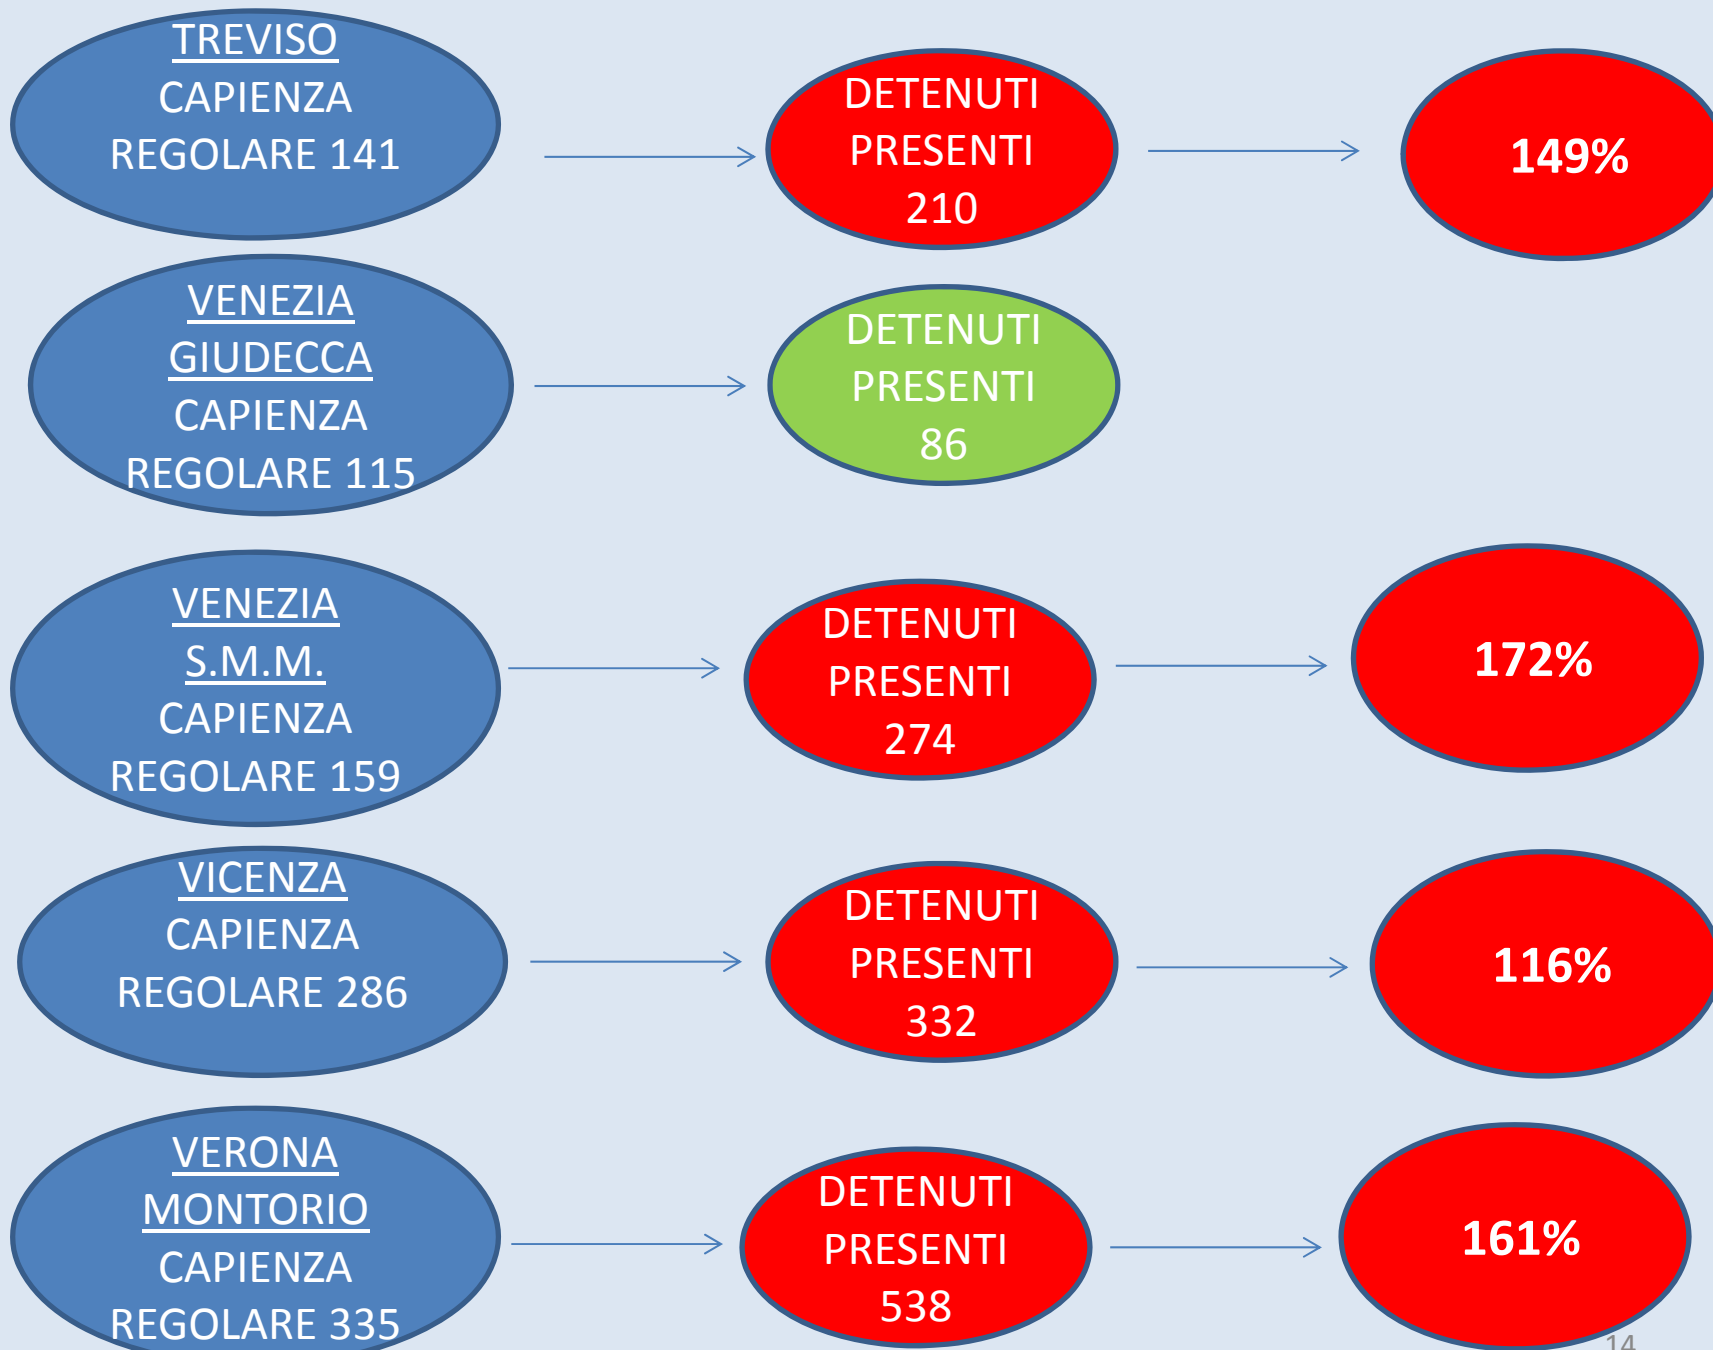 TREVISO
CAPIENZA
REGOLARE 141
DETENUTI
PRESENTI
210
149%
VENEZIA
GIUDECCA
CAPIENZA
REGOLARE 115
DETENUTI
PRESENTI
86
VENEZIA
S.M.M.
CAPIENZA
REGOLARE 159
DETENUTI
PRESENTI
274
172%
VICENZA
CAPIENZA
REGOLARE 286
DETENUTI
PRESENTI
332
116%
VERONA
MONTORIO
CAPIENZA
REGOLARE 335
DETENUTI
PRESENTI
538
161%
14